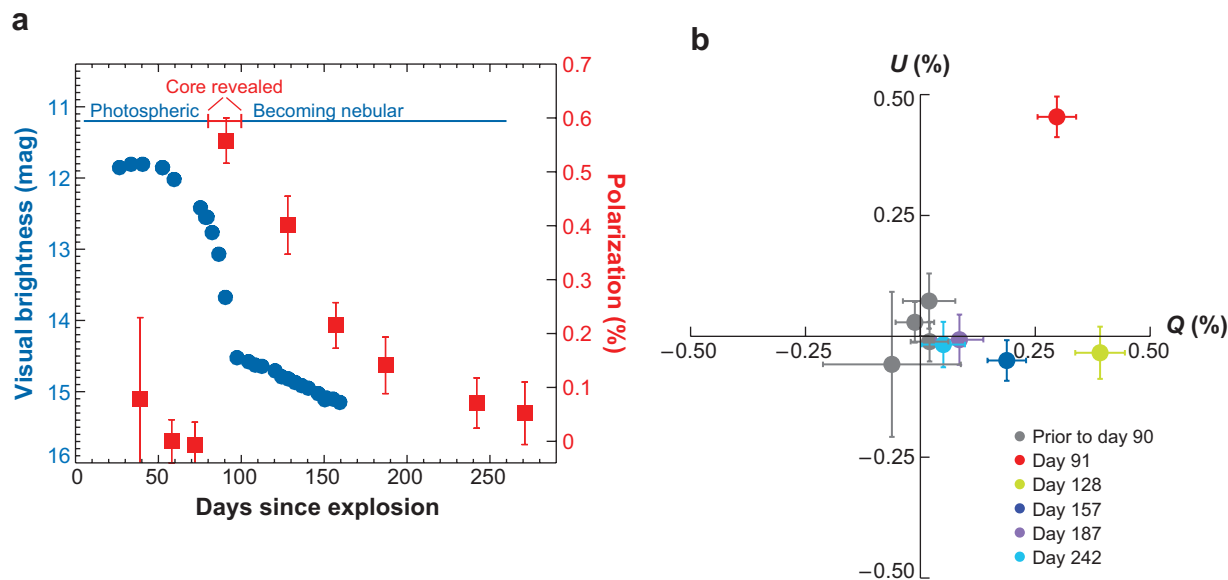 a
Core revealed
Photospheric
Becoming nebular
Visual brightness (mag)
11
12
13
14
15
16
0.7
0.6
0.5
0.4
0.3
0.2
0.1
0
Polarization (%)
0 50 100 150 200 250
Days since explosion
b
U (%)
0.50
0.25
Q (%)
−0.50 −0.25 0.25 0.50
−0.25
−0.50
Prior to day 90
Day 91
Day 128
Day 157
Day 187
Day 242